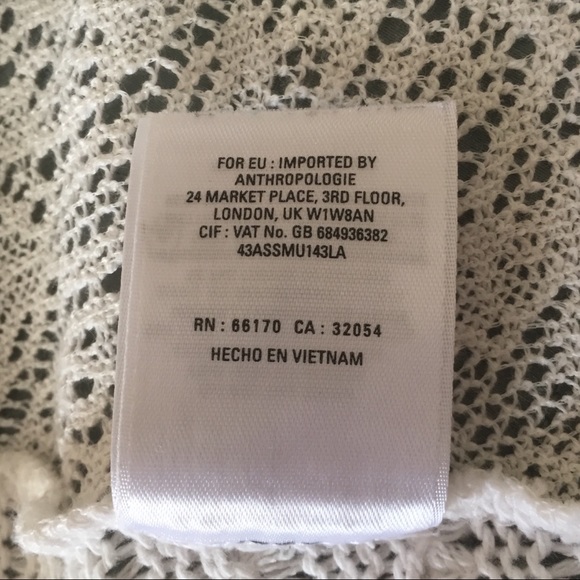 FOR EU : IMPORTED BY
ANTHROPOLOGIE
24 MARKET PLACE, 3RD FLOOR,
LONDON, UK W1W8AN
CIF : VAT No. GB 684936382
43ASSMU143LA
RN : 66170 CA : 32054
HECHO EN VIETNAM